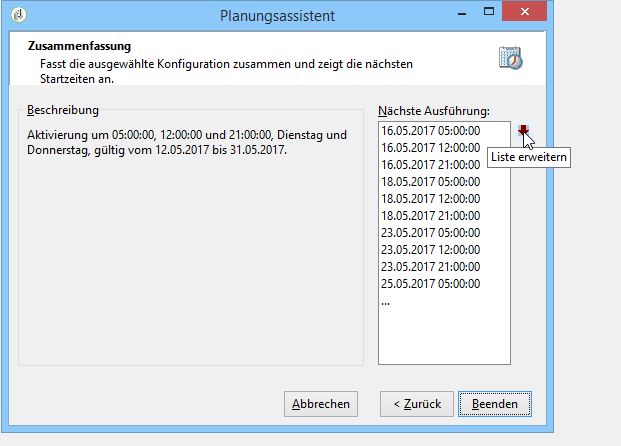 Planungsassistent
Zusammenfassung
Fasst die ausgewählte Konfiguration zusammen und zeigt die nächsten
Startzeiten an.
Beschreibung
Aktivierung um 05:00:00, 12:00:00 und 21:00:00, Dienstag und
Donnerstag, gültig vom 12.05.2017 bis 31.05.2017.
Nächste Ausführung:
16.05.2017 05:00:00
16.05.2017 12:00:00
16.05.2017 21:00:00
18.05.2017 05:00:00
18.05.2017 12:00:00
18.05.2017 21:00:00
23.05.2017 05:00:00
23.05.2017 12:00:00
23.05.2017 21:00:00
25.05.2017 05:00:00
...
Liste erweitern
Abbrechen
< Zurück
Beenden